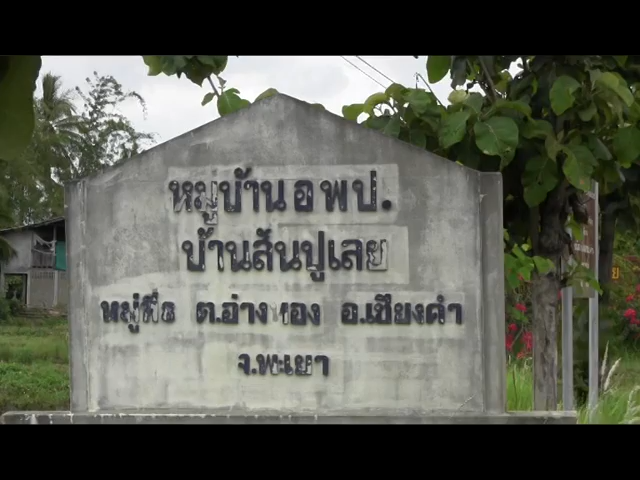 หมู่บ้าน อพป.
บ้านสันปูเลย
หมู่ที่๕ ต.อ่างทอง อ.เชียงคำ
จ.พะเยา